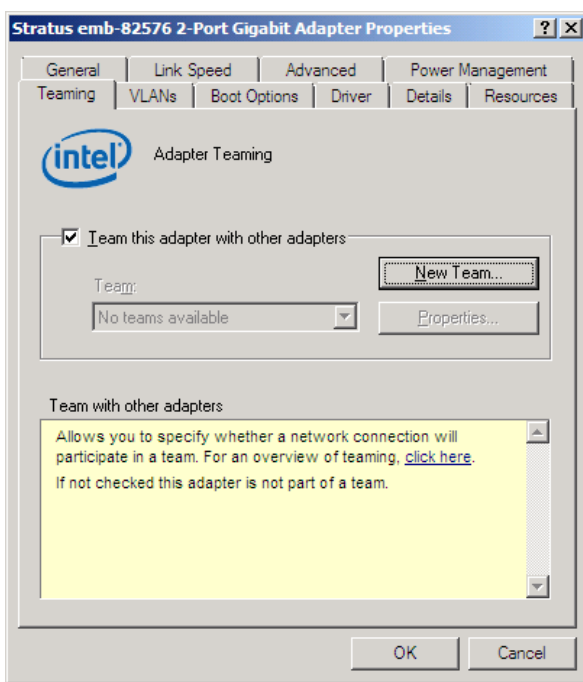 Stratus emb-82576 2-Port Gigabit Adapter Properties
General Link Speed Advanced Power Management
Teaming VLANs Boot Options Driver Details Resources
intel Adapter Teaming
Team this adapter with other adapters
New Team...
Team:
No teams available Properties...
Team with other adapters
Allows you to specify whether a network connection will
participate in a team. For an overview of teaming, click here.
If not checked this adapter is not part of a team.
OK Cancel